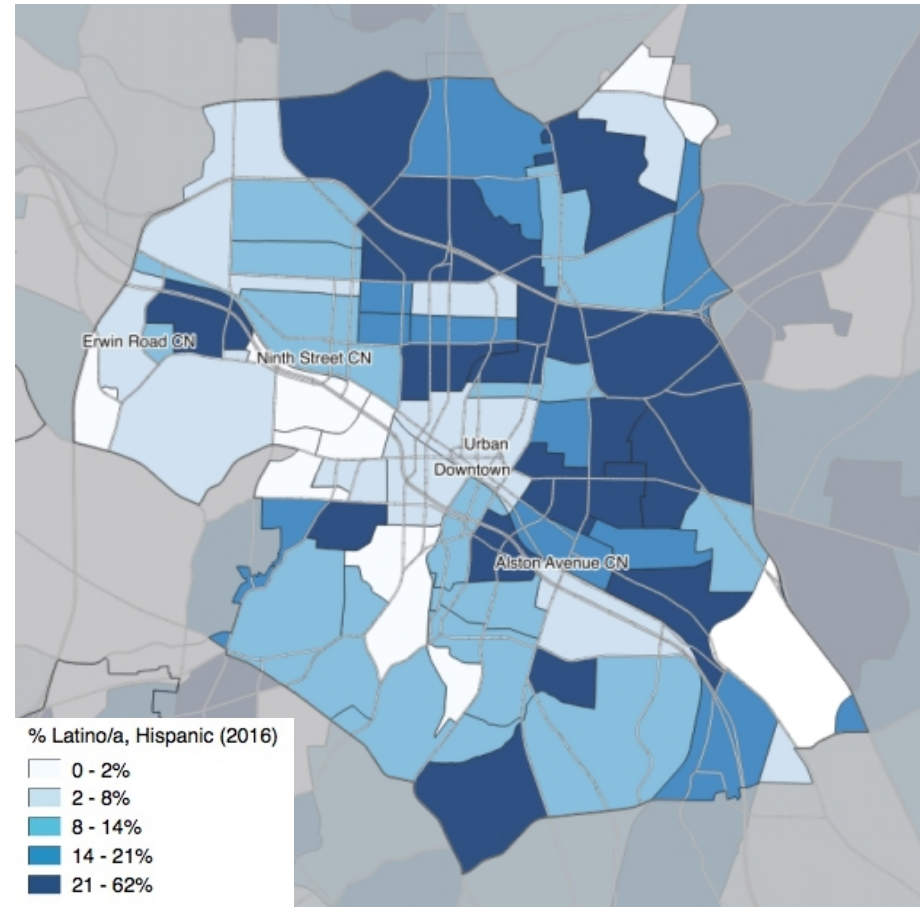 Erwin Road CN
Ninth Street CN
Urban
Downtown
Alston Avenue CN
% Latino/a, Hispanic (2016)
0 - 2%
2 - 8%
8 - 14%
14 - 21%
21 - 62%